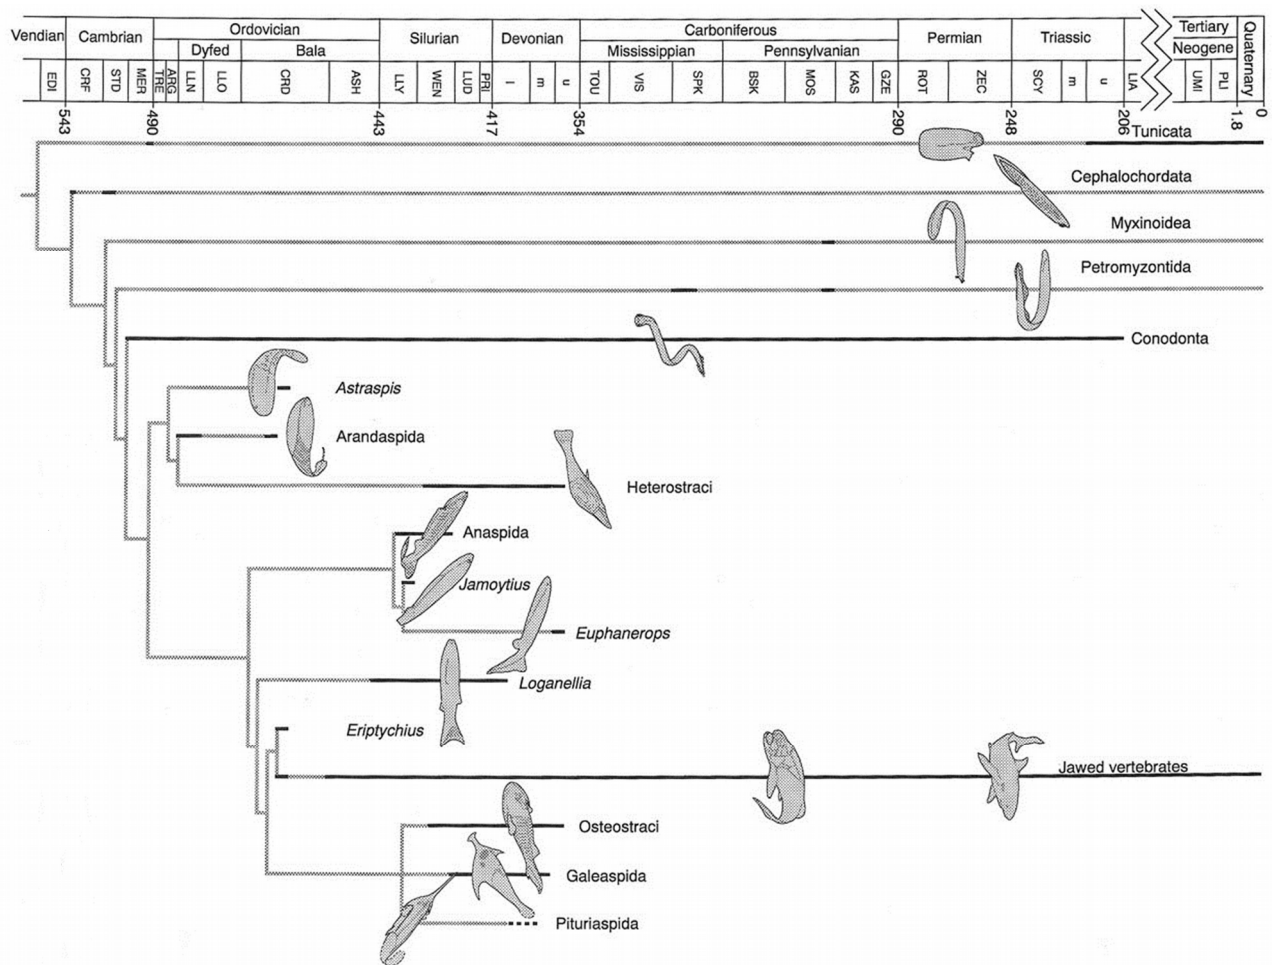 Vendian Cambrian Ordovician Silurian Devonian Carboniferous Permian Triassic Tertiary Quaternary
Dyfed Bala Mississippian Pennsylvanian Neogene
EDI CRF STD MER TRE ARG LLN LLO CRD ASH LLY WEN LUD PRI l m u TOU VIS SPK BSK MOS KAS GZE ROT ZEC SCY m u LIA UMI PLI
543 490 443 417 354 290 248 206 1.8 0
Tunicata
Cephalochordata
Myxinoidea
Petromyzontida
Conodonta
Astraspis
Arandaspida
Heterostraci
Anaspida
Jamoytius
Euphanerops
Loganellia
Eriptychius
Jawed vertebrates
Osteostraci
Galeaspida
Pituriaspida